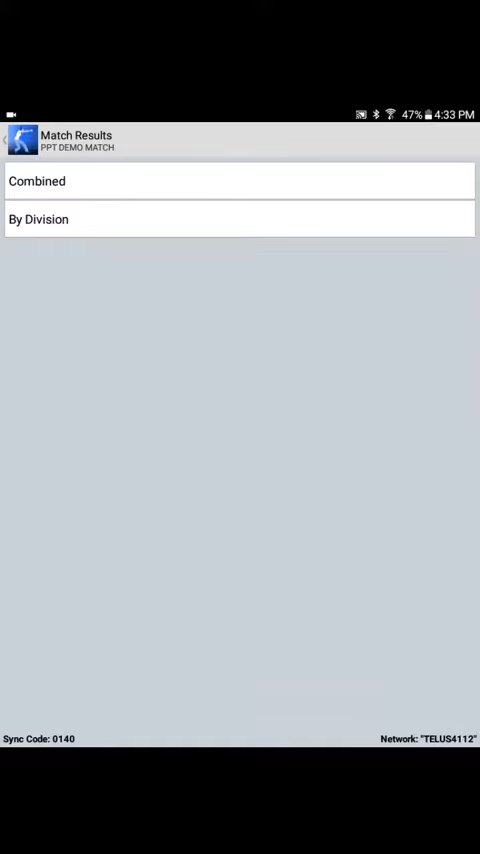 47% 4:33 PM
Match Results
PPT DEMO MATCH
Combined
By Division
Sync Code: 0140 Network: "TELUS4112"